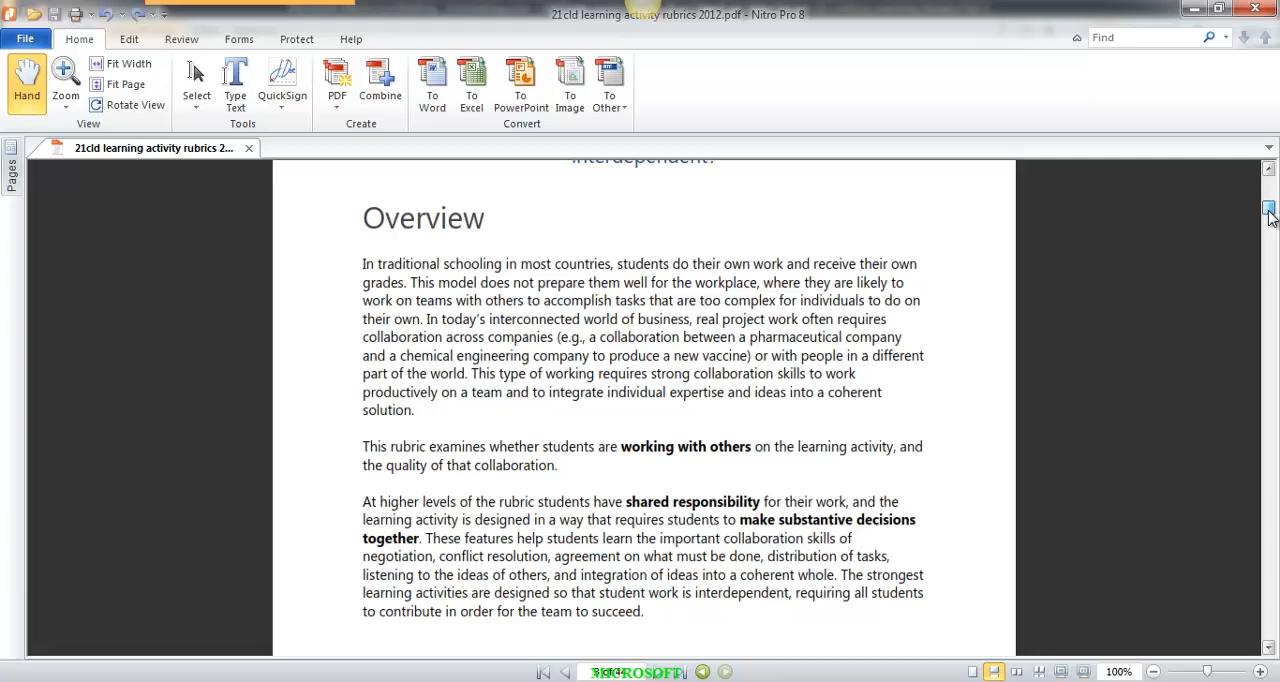 21cld learning activity rubrics 2012.pdf - Nitro Pro 8
File Home Edit Review Forms Protect Help Find
Hand Zoom Fit Width Fit Page Rotate View View
Select Type Text QuickSign Tools
PDF Combine Create
To Word To Excel To PowerPoint To Image To Other Convert
21cld learning activity rubrics 2...
Pages
interdependent?
Overview
In traditional schooling in most countries, students do their own work and receive their own
grades. This model does not prepare them well for the workplace, where they are likely to
work on teams with others to accomplish tasks that are too complex for individuals to do on
their own. In today's interconnected world of business, real project work often requires
collaboration across companies (e.g., a collaboration between a pharmaceutical company
and a chemical engineering company to produce a new vaccine) or with people in a different
part of the world. This type of working requires strong collaboration skills to work
productively on a team and to integrate individual expertise and ideas into a coherent
solution.
This rubric examines whether students are working with others on the learning activity, and
the quality of that collaboration.
At higher levels of the rubric students have shared responsibility for their work, and the
learning activity is designed in a way that requires students to make substantive decisions
together. These features help students learn the important collaboration skills of
negotiation, conflict resolution, agreement on what must be done, distribution of tasks,
listening to the ideas of others, and integration of ideas into a coherent whole. The strongest
learning activities are designed so that student work is interdependent, requiring all students
to contribute in order for the team to succeed.
MICROSOFT
100%